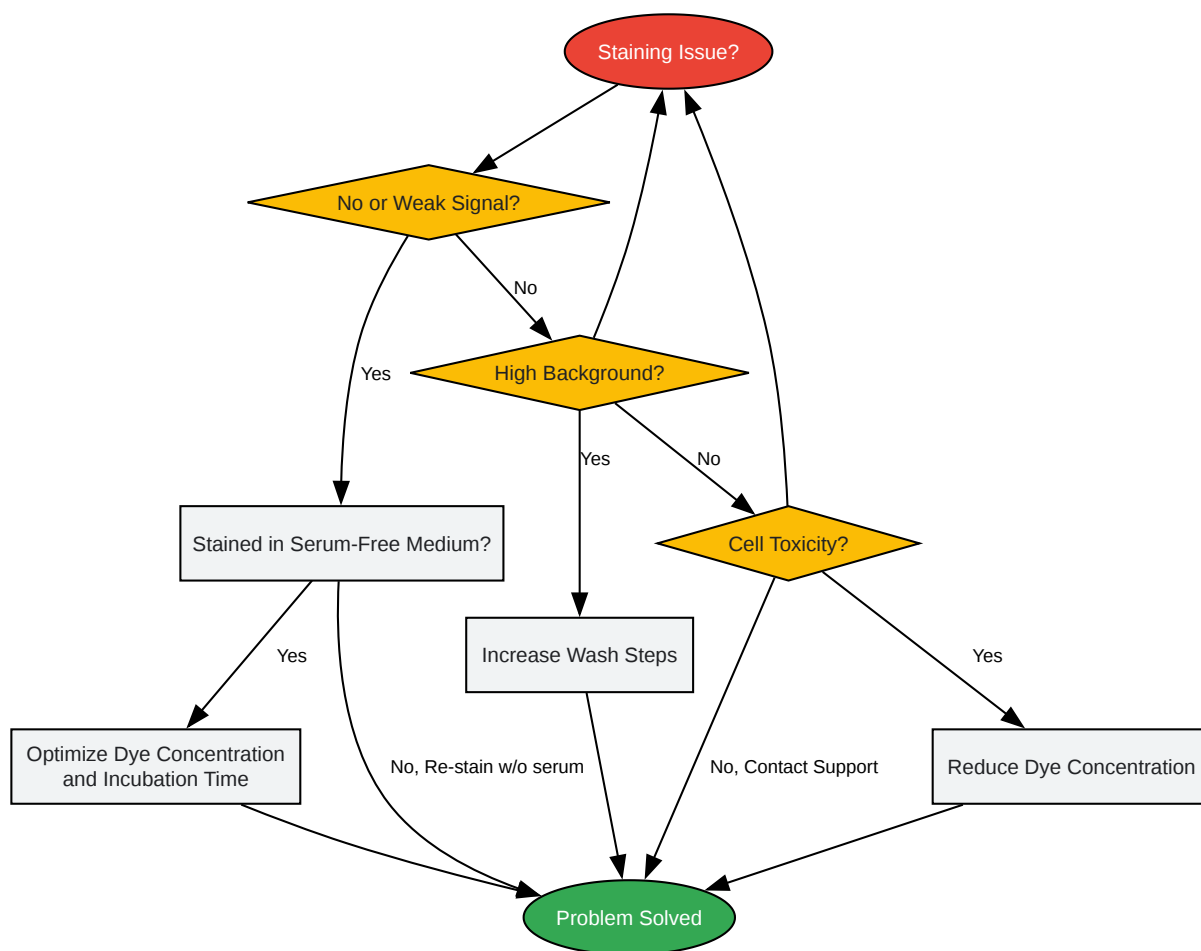 Staining Issue?
No or Weak Signal?
No
Yes
High Background?
Yes
No
Stained in Serum-Free Medium?
Cell Toxicity?
Yes
Increase Wash Steps
Yes
Optimize Dye Concentration
and Incubation Time
No, Re-stain w/o serum
No, Contact Support
Reduce Dye Concentration
Problem Solved